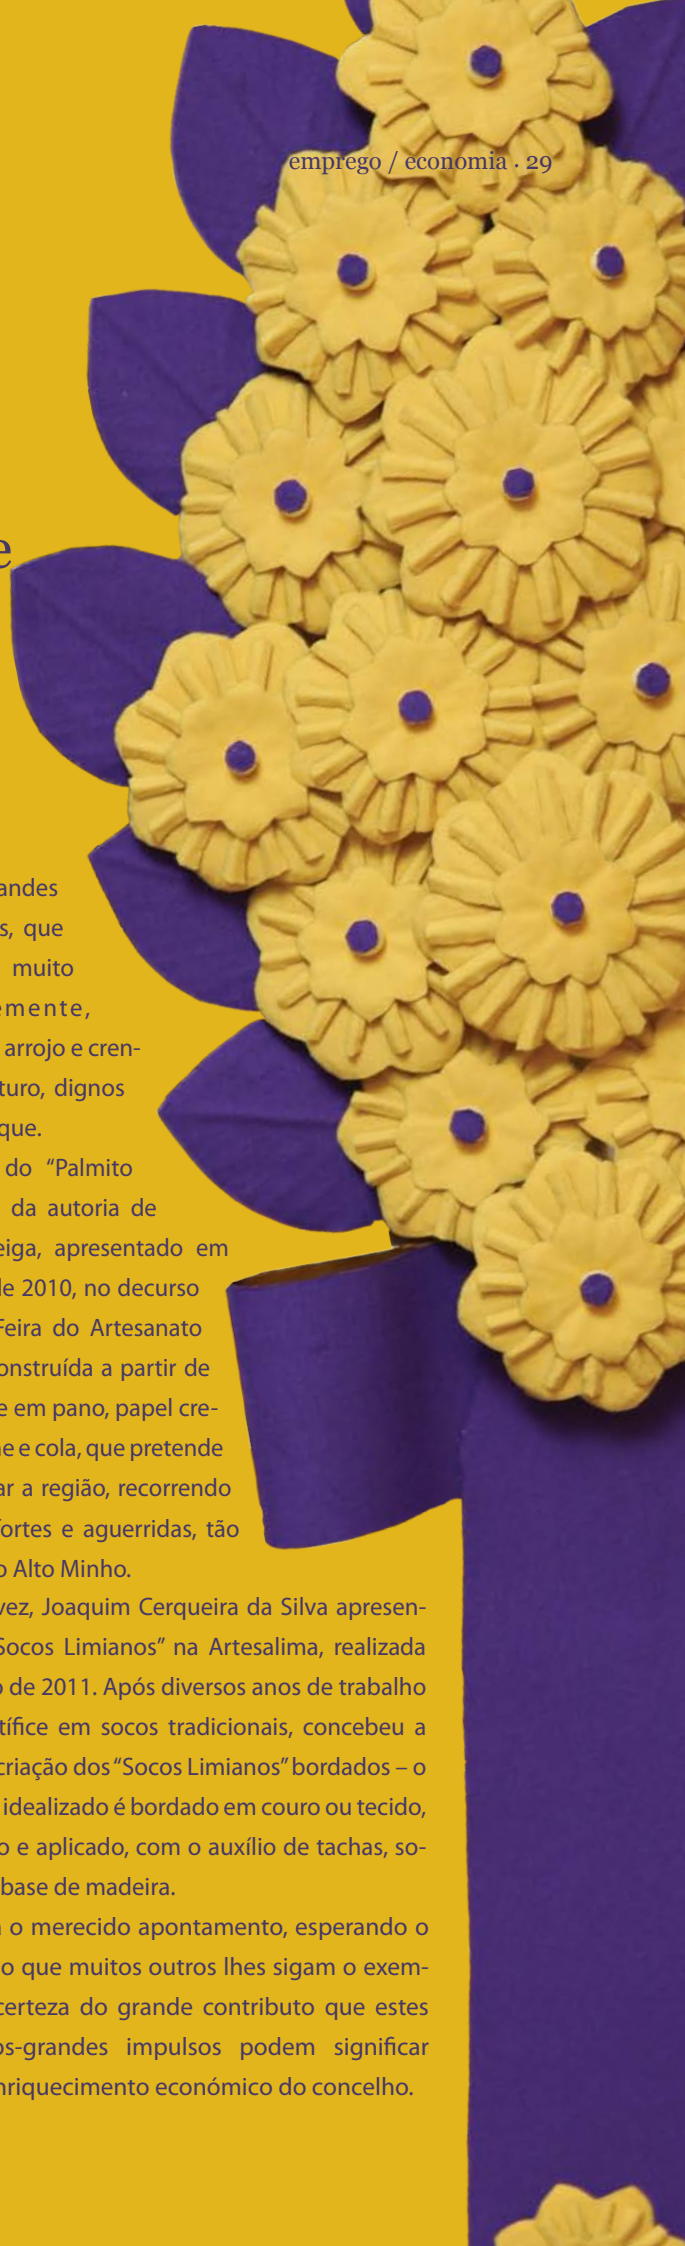 emprego / economia · 29
e
andes
s, que
muito
emente,
arrojo e cren-
turo, dignos
que.
do “Palmito
da autoria de
eiga, apresentado em
de 2010, no decurso
Feira do Artesanato
onstruída a partir de
e em pano, papel cre-
ne e cola, que pretende
ar a região, recorrendo
fortes e aguerridas, tão
o Alto Minho.
vez, Joaquim Cerqueira da Silva apresen-
Socos Limianos” na Artesalima, realizada
o de 2011. Após diversos anos de trabalho
tífice em socos tradicionais, concebeu a
criação dos “Socos Limianos” bordados – o
idealizado é bordado em couro ou tecido,
o e aplicado, com o auxílio de tachas, so-
base de madeira.
o merecido apontamento, esperando o
o que muitos outros lhes sigam o exem-
certeza do grande contributo que estes
os-grandes impulsos podem significar
nriquecimento económico do concelho.